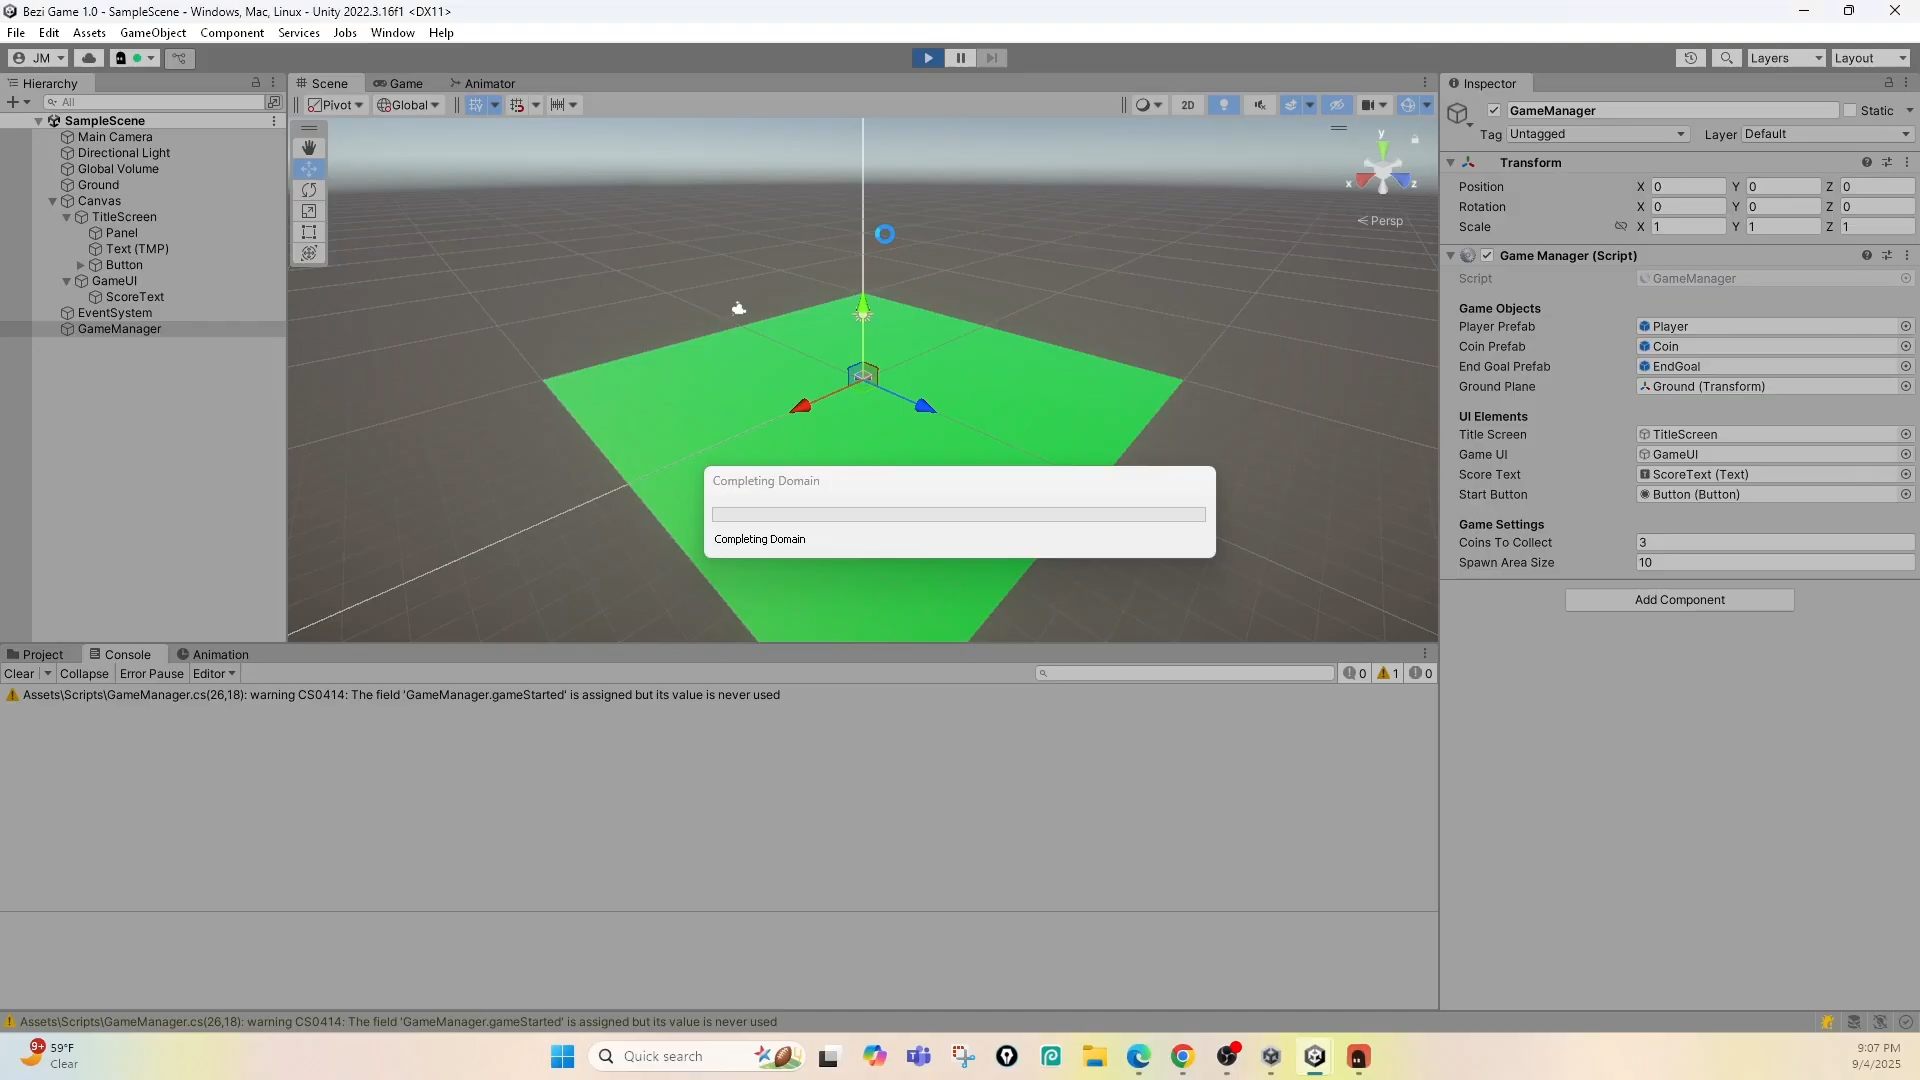 Bezi Game 1.0 - SampleScene - Windows, Mac, Linux - Unity 2022.3.16f1 <DX11>
File Edit Assets GameObject Component Services Jobs Window Help
JM Layers Layout
Hierarchy
All
SampleScene
Main Camera
Directional Light
Global Volume
Ground
Canvas
TitleScreen
Panel
Text (TMP)
Button
GameUI
ScoreText
EventSystem
GameManager
Scene Game Animator
Pivot Global 2D
y
x z
Persp
Completing Domain
Completing Domain
Inspector
GameManager Static
Tag Untagged Layer Default
Transform
Position X 0 Y 0 Z 0
Rotation X 0 Y 0 Z 0
Scale X 1 Y 1 Z 1
Game Manager (Script)
Script GameManager
Game Objects
Player Prefab Player
Coin Prefab Coin
End Goal Prefab EndGoal
Ground Plane Ground (Transform)
UI Elements
Title Screen TitleScreen
Game UI GameUI
Score Text ScoreText (Text)
Start Button Button (Button)
Game Settings
Coins To Collect 3
Spawn Area Size 10
Add Component
Project Console Animation
Clear Collapse Error Pause Editor 0 1 0
Assets\Scripts\GameManager.cs(26,18): warning CS0414: The field 'GameManager.gameStarted' is assigned but its value is never used
Assets\Scripts\GameManager.cs(26,18): warning CS0414: The field 'GameManager.gameStarted' is assigned but its value is never used
9+ 59°F
Clear
Quick search
9:07 PM
9/4/2025